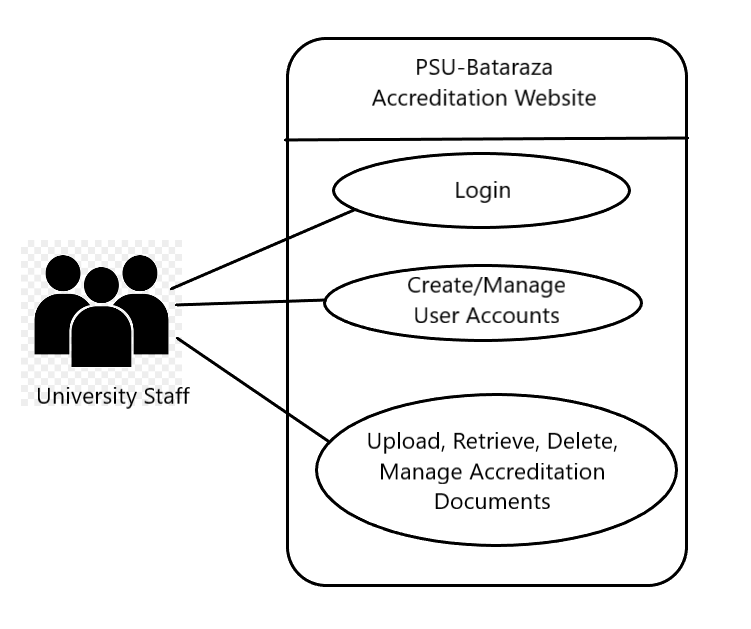 PSU-Bataraza
Accreditation Website
Login
Create/Manage
User Accounts
University Staff
Upload, Retrieve, Delete,
Manage Accreditation
Documents